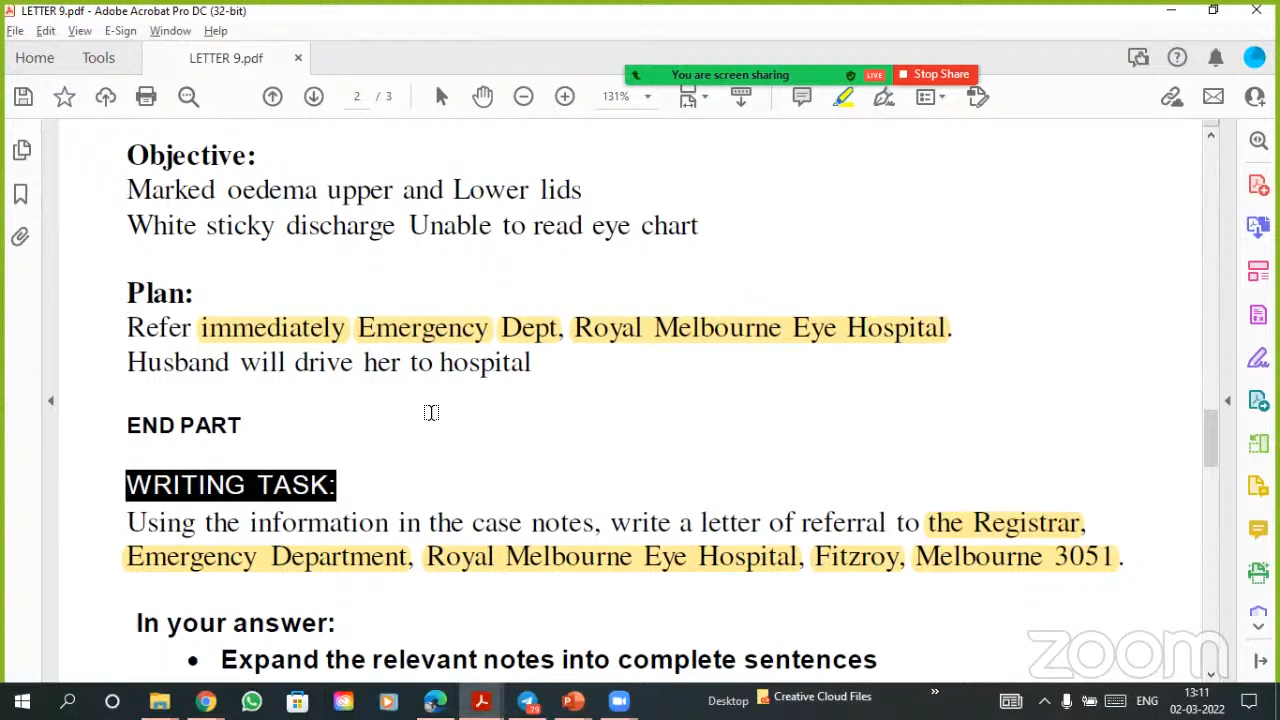 LETTER 9.pdf - Adobe Acrobat Pro DC (32-bit)
File Edit View E-Sign Window Help
Home Tools LETTER 9.pdf ×
You are screen sharing LIVE Stop Share
2 / 3 131%
Objective:
Marked oedema upper and Lower lids
White sticky discharge Unable to read eye chart
Plan:
Refer immediately Emergency Dept, Royal Melbourne Eye Hospital.
Husband will drive her to hospital
END PART
WRITING TASK:
Using the information in the case notes, write a letter of referral to the Registrar,
Emergency Department, Royal Melbourne Eye Hospital, Fitzroy, Melbourne 3051.
In your answer:
• Expand the relevant notes into complete sentences
zoom
79
Desktop Creative Cloud Files » ENG 13:11
02-03-2022